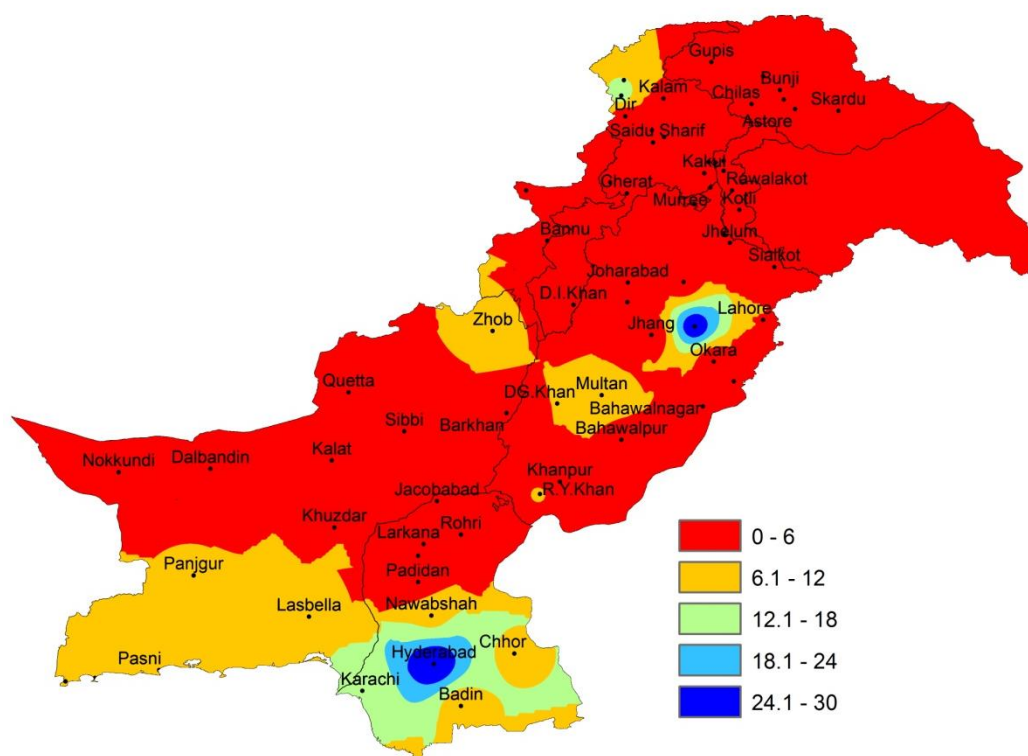 Gupis
Bunji
Kalam
Chilas
Skardu
Dir
Astore
Saidu Sharif
Kakul
Gherat
Rawalakot
Murree
Kotli
Bannu
Jhelum
Sialkot
Joharabad
D.I.Khan
Lahore
Zhob
Jhang
Okara
Quetta
DG.Khan
Multan
Bahawalnagar
Sibbi
Barkhan
Bahawalpur
Nokkundi
Dalbandin
Kalat
Khanpur
R.Y.Khan
Jacobabad
Khuzdar
Larkana
Rohri
Panjgur
Padidan
Lasbella
Nawabshah
Pasni
Hyderabad
Chhor
Karachi
Badin
0 - 6
6.1 - 12
12.1 - 18
18.1 - 24
24.1 - 30